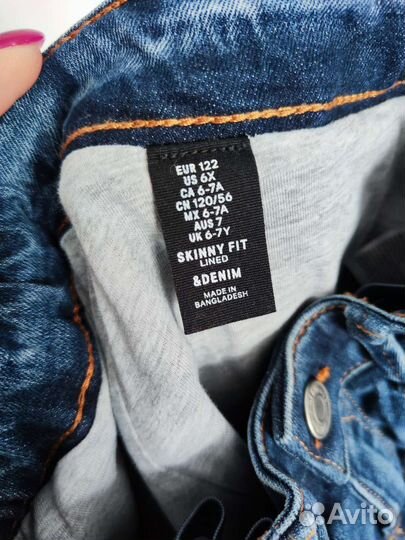 EUR 122
US 6X
CA 6-7A
CN 120/56
MX 6-7A
AUS 7
UK 6-7Y
SKINNY FIT
LINED
&DENIM
MADE IN
BANGLADESH
Avito